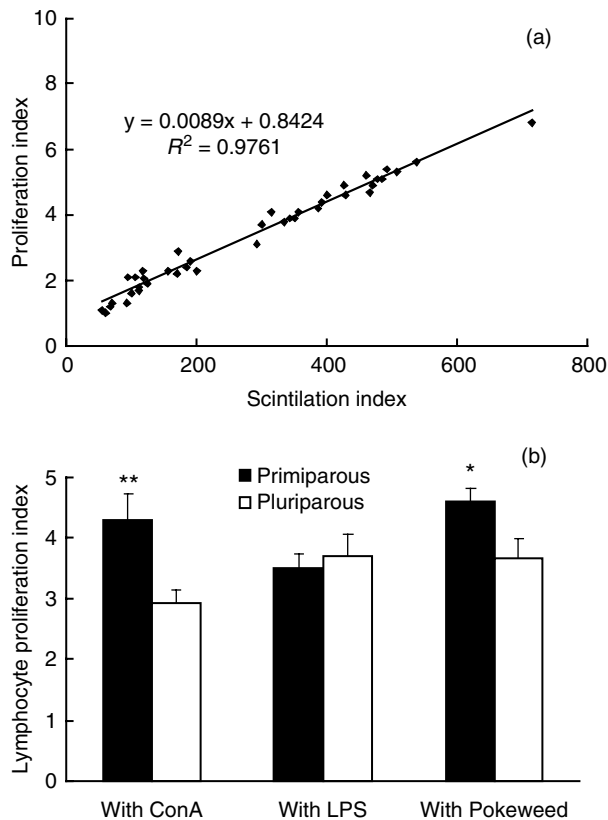 (a)
10
8
6
4
2
0
Proliferation index
y = 0.0089x + 0.8424
R² = 0.9761
0 200 400 600 800
Scintilation index
(b)
5
4
3
2
1
0
Lymphocyte proliferation index
** *
Primiparous
Pluriparous
With ConA With LPS With Pokeweed